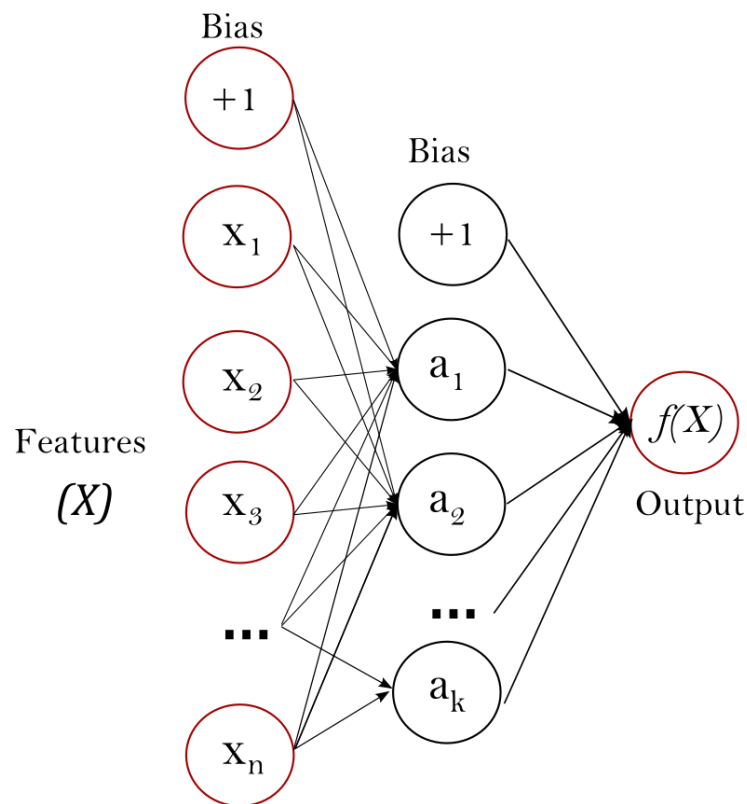 Bias
+1
x₁
x₂
x₃
...
xₙ
Features
(X)
Bias
+1
a₁
a₂
...
aₖ
f(X)
Output